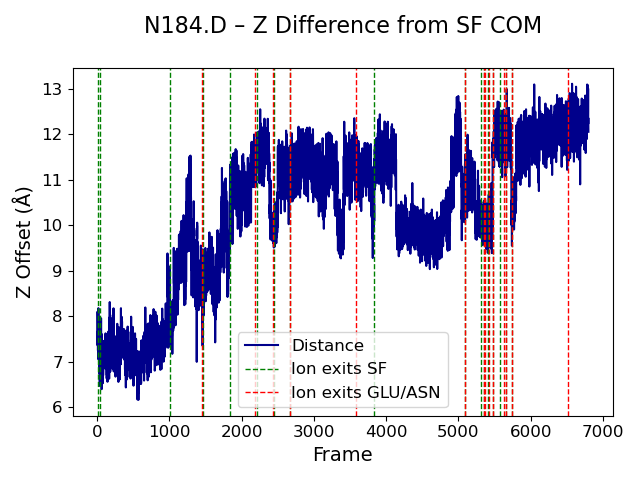 N184.D – Z Difference from SF COM
Z Offset (Å)
13
12
11
10
9
8
7
6
Distance
Ion exits SF
Ion exits GLU/ASN
0 1000 2000 3000 4000 5000 6000 7000
Frame